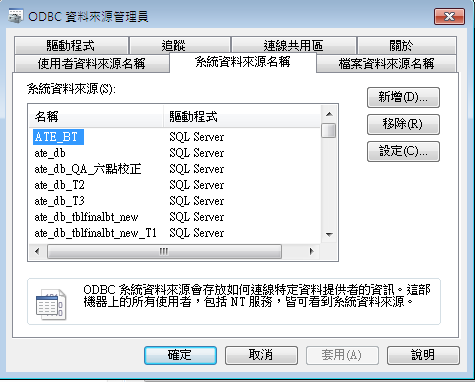 ODBC 資料來源管理員
驅動程式 追蹤 連線共用區 關於
使用者資料來源名稱 系統資料來源名稱 檔案資料來源名稱
系統資料來源(S):
名稱 驅動程式
ATE_BT SQL Server
ate_db SQL Server
ate_db_QA_六點校正 SQL Server
ate_db_T2 SQL Server
ate_db_T3 SQL Server
ate_db_tblfinalbt_new SQL Server
ate_db_tblfinalbt_new_T1 SQL Server
新增(D)...
移除(R)
設定(C)...
ODBC 系統資料來源會存放如何連線特定資料提供者的資訊。這部
機器上的所有使用者，包括 NT 服務，皆可看到系統資料來源。
確定 取消 套用(A) 說明